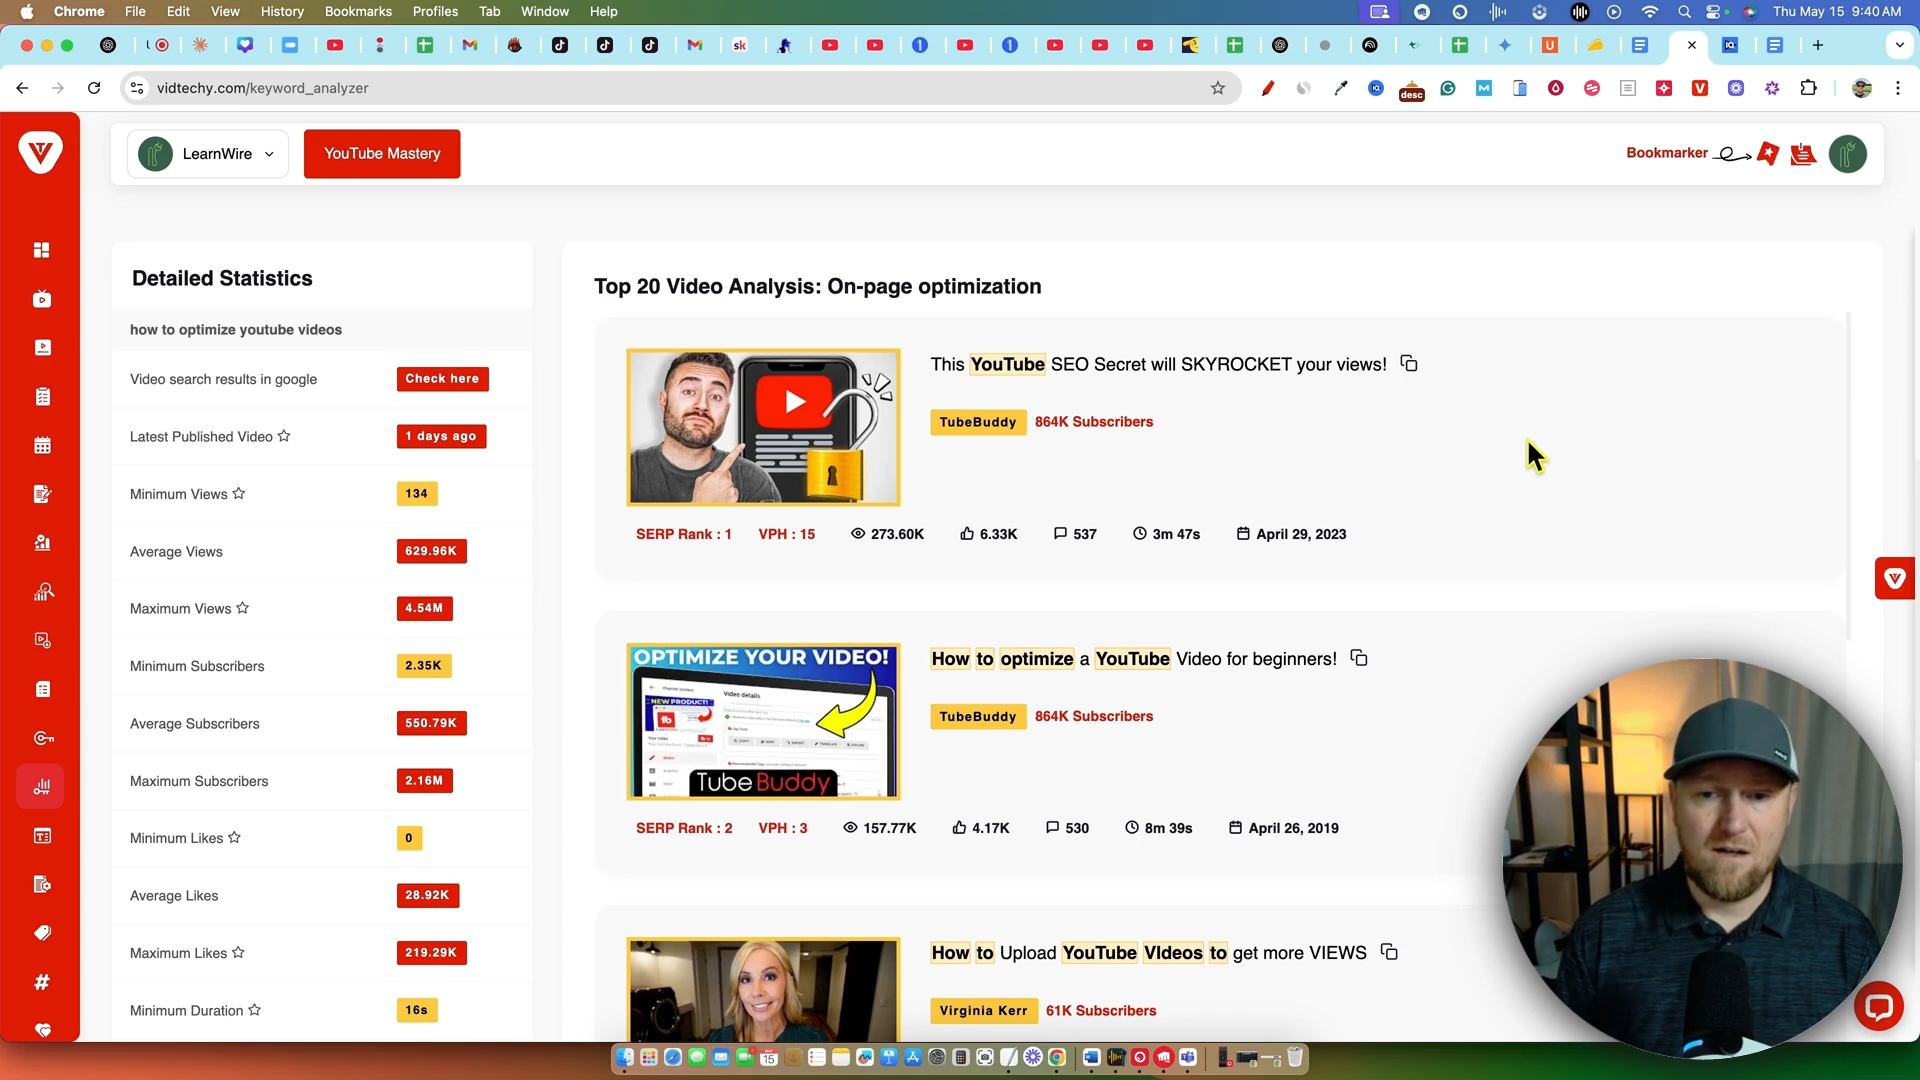 Chrome File Edit View History Bookmarks Profiles Tab Window Help Thu May 15 9:40 AM
vidtechy.com/keyword_analyzer
desc
LearnWire
YouTube Mastery
Bookmarker
Detailed Statistics
how to optimize youtube videos
Video search results in google Check here
Latest Published Video 1 days ago
Minimum Views 134
Average Views 629.96K
Maximum Views 4.54M
Minimum Subscribers 2.35K
Average Subscribers 550.79K
Maximum Subscribers 2.16M
Minimum Likes 0
Average Likes 28.92K
Maximum Likes 219.29K
Minimum Duration 16s
Top 20 Video Analysis: On-page optimization
This YouTube SEO Secret will SKYROCKET your views!
TubeBuddy 864K Subscribers
SERP Rank : 1 VPH : 15 273.60K 6.33K 537 3m 47s April 29, 2023
OPTIMIZE YOUR VIDEO!
Video details
NEW PRODUCT!
TubeBuddy
How to optimize a YouTube Video for beginners!
TubeBuddy 864K Subscribers
SERP Rank : 2 VPH : 3 157.77K 4.17K 530 8m 39s April 26, 2019
How to Upload YouTube VIdeos to get more VIEWS
Virginia Kerr 61K Subscribers